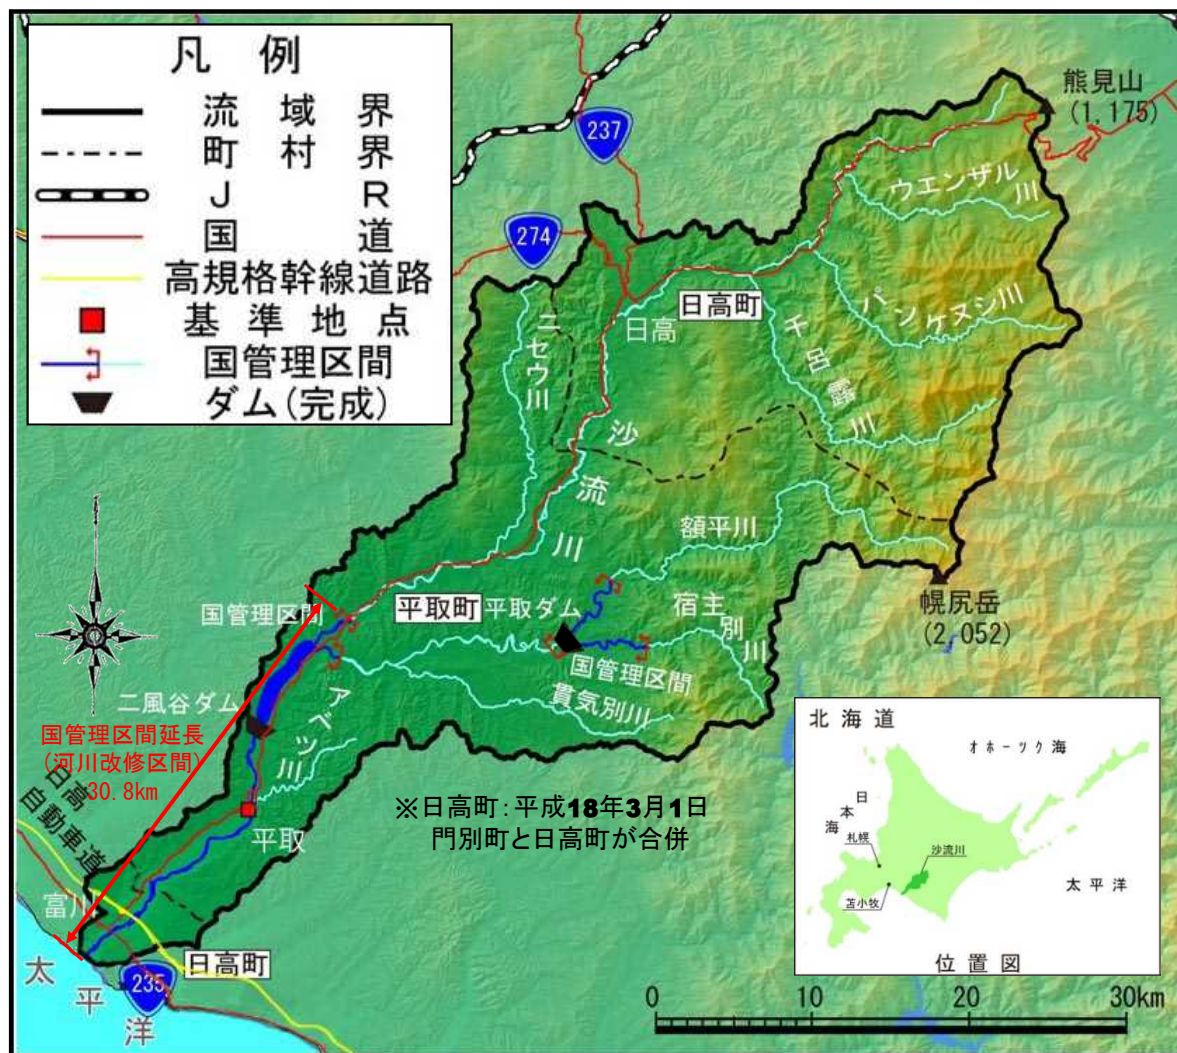 凡例
流域界
町村界
JR
国道
高規格幹線道路
基準地点
国管理区間
ダム(完成)
237
274
熊見山
(1,175)
ウエンザル川
パンケヌシ川
日高町
日高
千呂露川
ニセウ川
沙流川
額平川
幌尻岳
(2,052)
国管理区間
平取町
平取ダム
宿主別川
国管理区間
貫気別川
二風谷ダム
アベツ川
国管理区間延長
(河川改修区間)
30.8km
日高自動車道
平取
※日高町:平成18年3月1日
門別町と日高町が合併
富川
日高町
235
太平洋
北海道
オホーツク海
日本海
札幌
沙流川
苫小牧
太平洋
位置図
0 10 20 30km